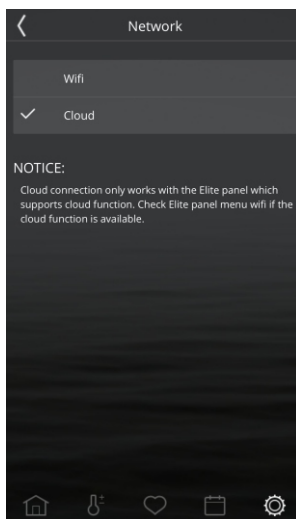 Network
Wifi
Cloud
NOTICE:
Cloud connection only works with the Elite panel which
supports cloud function. Check Elite panel menu wifi if the
cloud function is available.